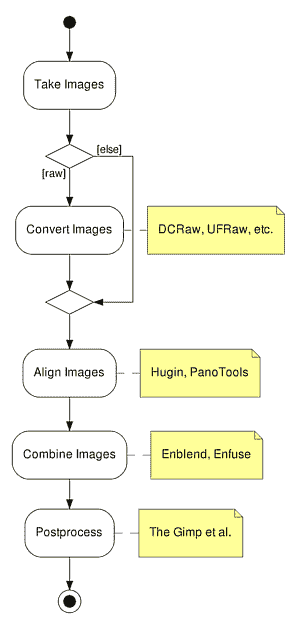 Take Images
[else]
[raw]
Convert Images
DCRaw, UFRaw, etc.
Align Images
Hugin, PanoTools
Combine Images
Enblend, Enfuse
Postprocess
The Gimp et al.